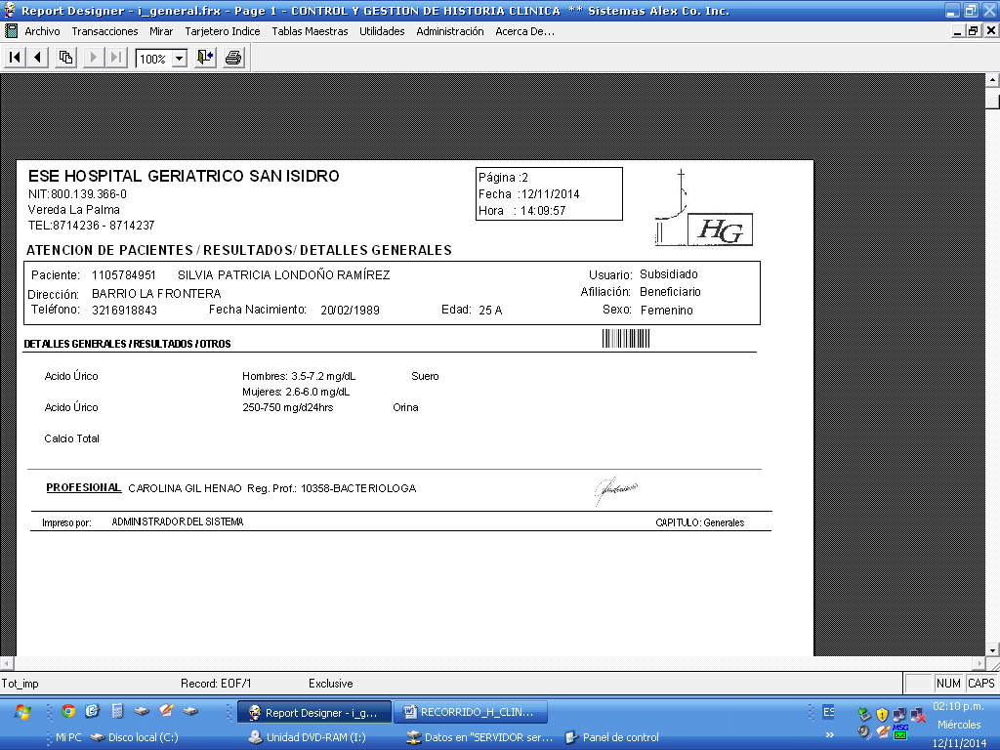 Report Designer - i_general.frx - Page 1 - CONTROL Y GESTION DE HISTORIA CLINICA ** Sistemas Alex Co. Inc.
Archivo Transacciones Mirar Tarjetero Indice Tablas Maestras Utilidades Administración Acerca De...
100%
ESE HOSPITAL GERIATRICO SAN ISIDRO
NIT:800.139.366-0
Vereda La Palma
TEL:8714236 - 8714237
Página :2
Fecha :12/11/2014
Hora : 14:09:57
HG
ATENCION DE PACIENTES / RESULTADOS/ DETALLES GENERALES
Paciente: 1105784951 SILVIA PATRICIA LONDOÑO RAMÍREZ Usuario: Subsidiado
Dirección: BARRIO LA FRONTERA Afiliación: Beneficiario
Teléfono: 3216918843 Fecha Nacimiento: 20/02/1989 Edad: 25 A Sexo: Femenino
DETALLES GENERALES / RESULTADOS / OTROS
Acido Úrico Hombres: 3.5-7.2 mg/dL Suero
Mujeres: 2.6-6.0 mg/dL
Acido Úrico 250-750 mg/d24hrs Orina
Calcio Total
PROFESIONAL CAROLINA GIL HENAO Reg. Prof.: 10358-BACTERIOLOGA
Impreso por: ADMINISTRADOR DEL SISTEMA CAPITULO: Generales
Tot_imp Record: EOF/1 Exclusive NUM CAPS
Report Designer - i_g... RECORRIDO_H_CLIN... ES 02:10 p.m.
Miércoles
Mi PC Disco local (C:) Unidad DVD-RAM (I:) Datos en "SERVIDOR ser... Panel de control » MSG 12/11/2014